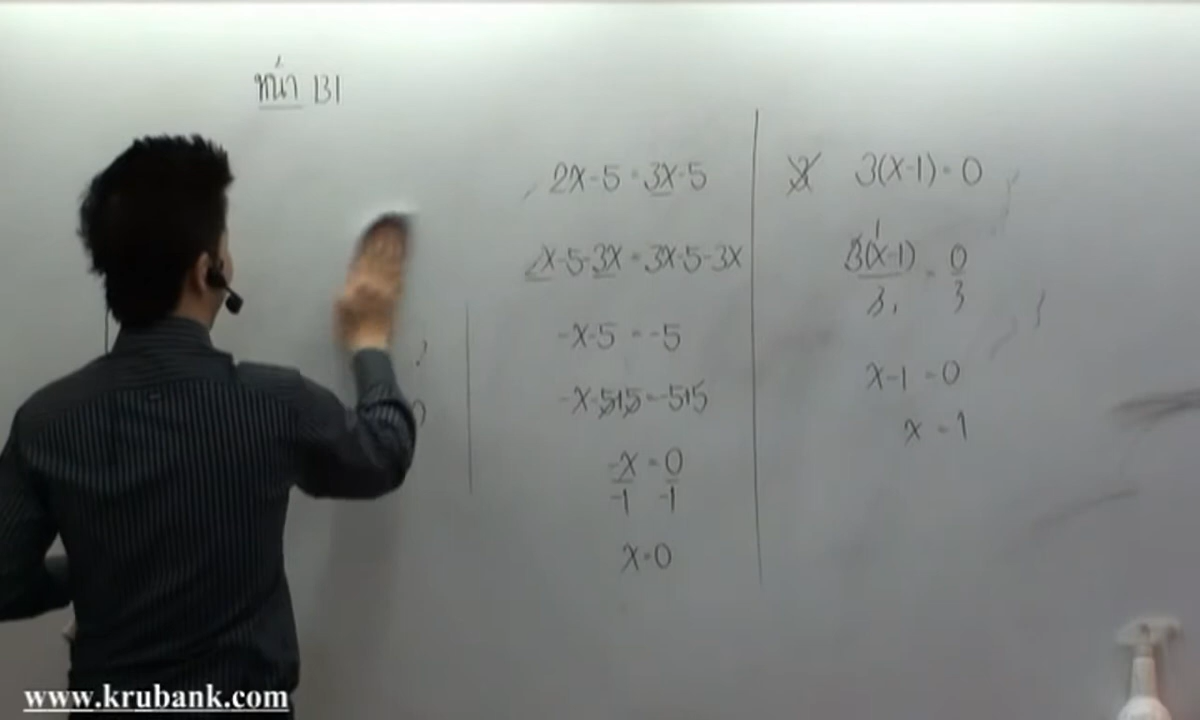 หน้า 131
2x-5=3x-5
2x-5-3x=3x-5-3x
-x-5=-5
-x-5+5=-5+5
-x=0
-1 -1
x=0
3(x-1)=0
3(x-1) = 0
3 3
x-1=0
x=1
www.krubank.com